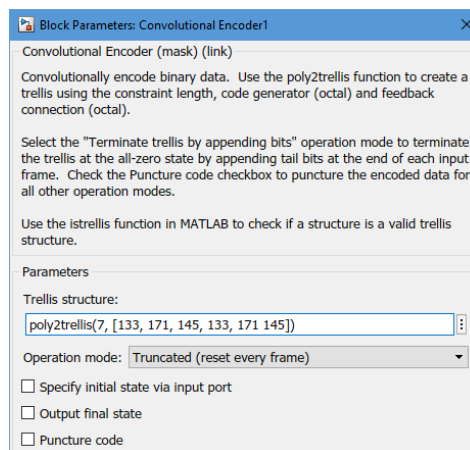 Block Parameters: Convolutional Encoder1
Convolutional Encoder (mask) (link)
Convolutionally encode binary data.  Use the poly2trellis function to create a
trellis using the constraint length, code generator (octal) and feedback
connection (octal).
Select the "Terminate trellis by appending bits" operation mode to terminate
the trellis at the all-zero state by appending tail bits at the end of each input
frame.  Check the Puncture code checkbox to puncture the encoded data for
all other operation modes.
Use the istrellis function in MATLAB to check if a structure is a valid trellis
structure.
Parameters
Trellis structure:
poly2trellis(7, [133, 171, 145, 133, 171 145])
Operation mode: Truncated (reset every frame)
Specify initial state via input port
Output final state
Puncture code